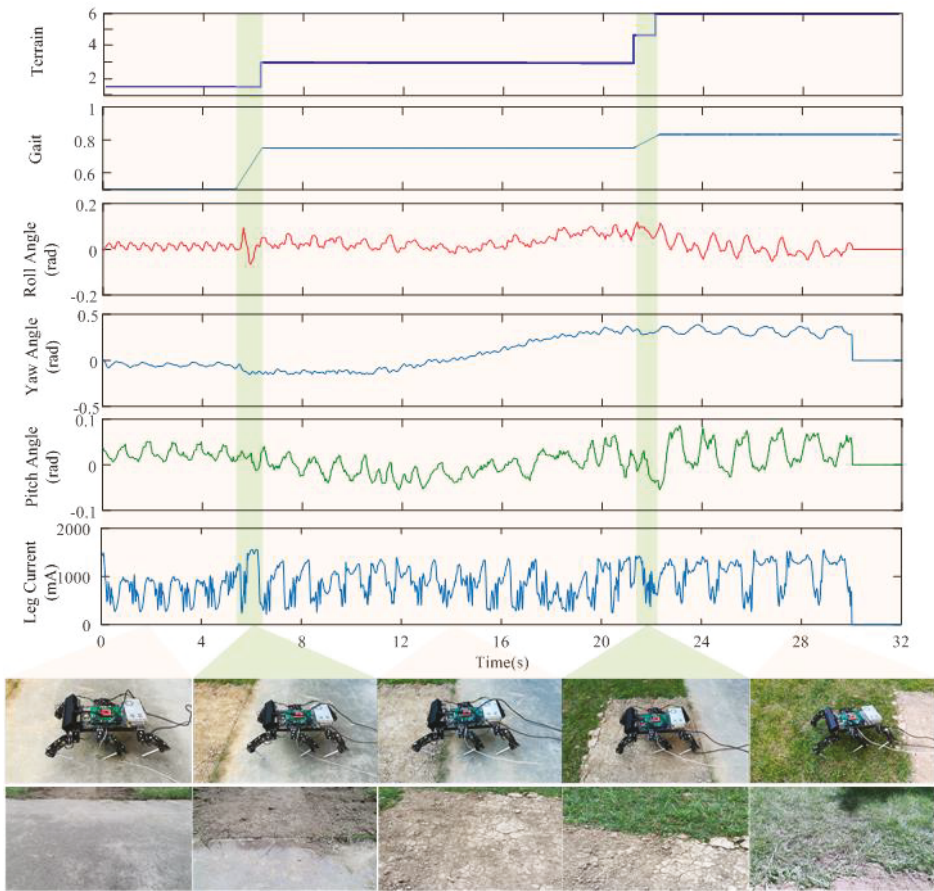 6
4
2
Terrain
1
0.8
0.6
Gait
0.2
0
-0.2
Roll Angle
(rad)
0.5
0
-0.5
Yaw Angle
(rad)
0.1
0
-0.1
Pitch Angle
(rad)
2000
1000
0
Leg Current
(mA)
0 4 8 12 16 20 24 28 32
Time(s)